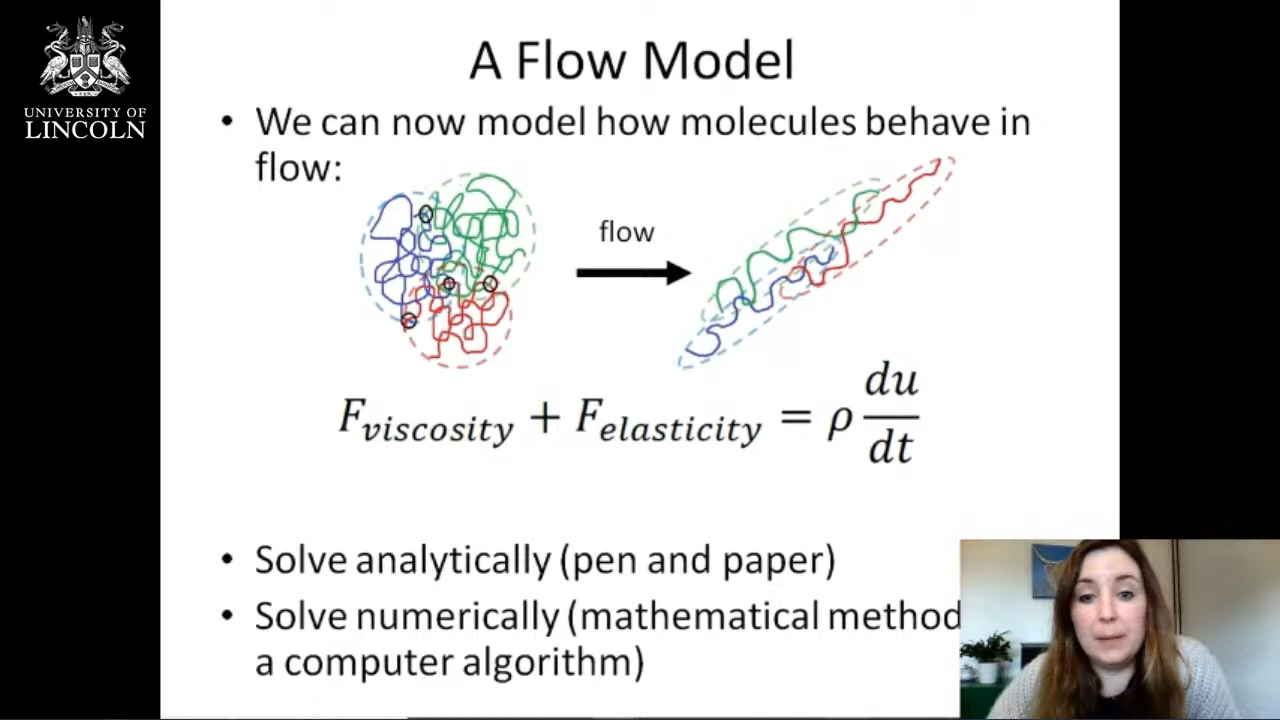 UNIVERSITY OF
LINCOLN
A Flow Model
• We can now model how molecules behave in
flow:
flow
F_viscosity + F_elasticity = ρ du/dt
• Solve analytically (pen and paper)
• Solve numerically (mathematical method
a computer algorithm)